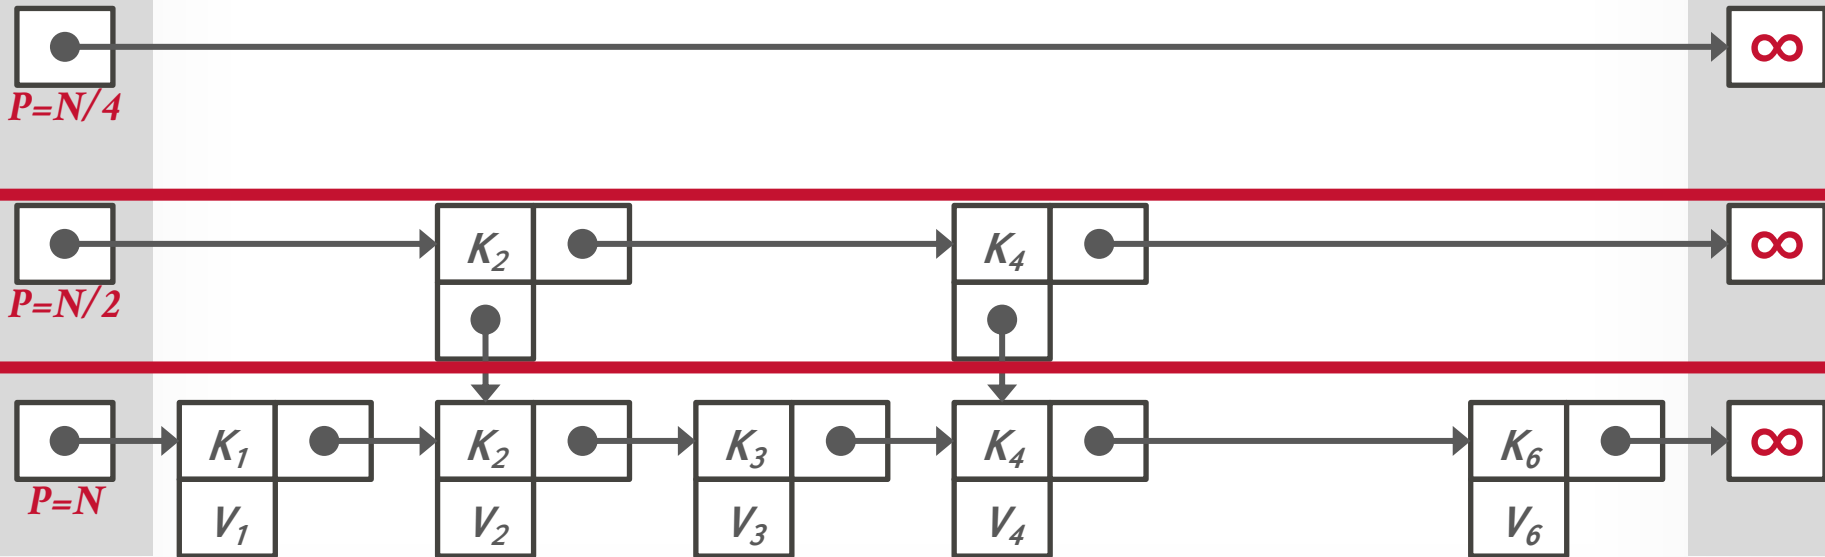 ∞
P=N/4
K2 K4 ∞
P=N/2
K1 K2 K3 K4 K6 ∞
P=N
V1 V2 V3 V4 V6